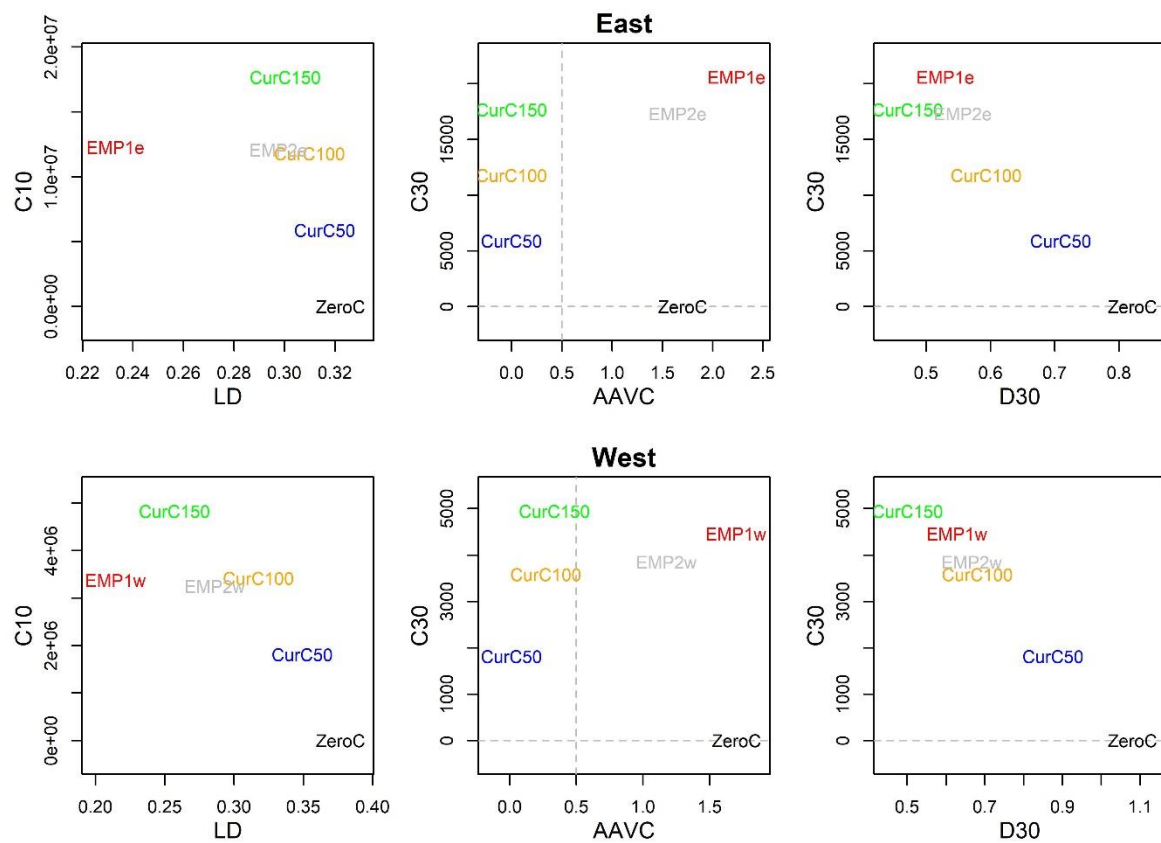 East
C10
0.0e+00
1.0e+07
2.0e+07
CurC150
EMP1e
EMP2e
CurC100
CurC50
ZeroC
0.22 0.24 0.26 0.28 0.30 0.32
LD
C30
0
5000
15000
EMP1e
CurC150
EMP2e
CurC100
CurC50
ZeroC
0.0 0.5 1.0 1.5 2.0 2.5
AAVC
C30
0
5000
15000
EMP1e
CurC150
EMP2e
CurC100
CurC50
ZeroC
0.5 0.6 0.7 0.8
D30
West
C10
0e+00
2e+06
4e+06
CurC150
EMP1w
EMP2w
CurC100
CurC50
ZeroC
0.20 0.25 0.30 0.35 0.40
LD
C30
0
1000
3000
5000
CurC150
EMP1w
EMP2w
CurC100
CurC50
ZeroC
0.0 0.5 1.0 1.5
AAVC
C30
0
1000
3000
5000
CurC150
EMP1w
EMP2w
CurC100
CurC50
ZeroC
0.5 0.7 0.9 1.1
D30